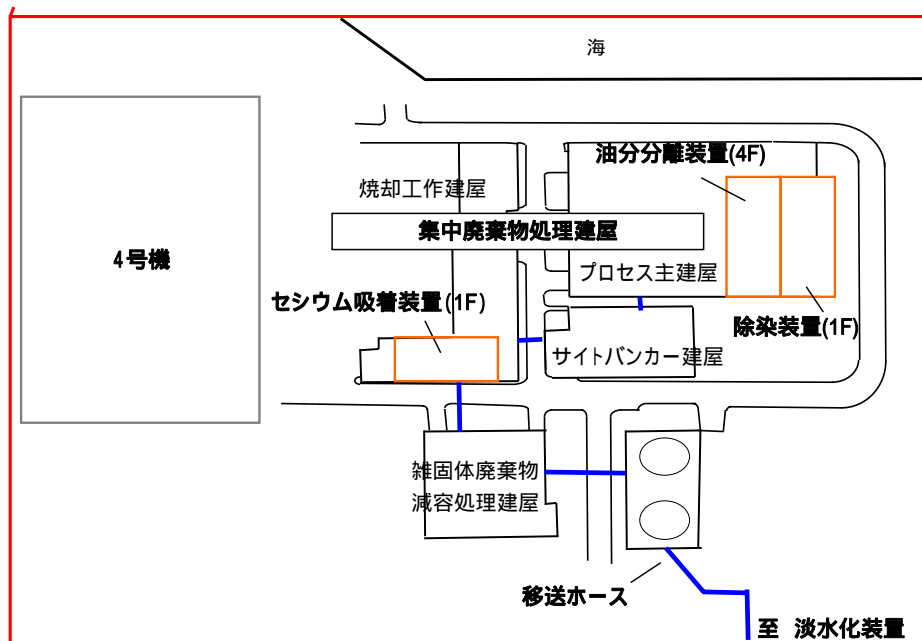 海
油分分離装置(4F)
焼却工作建屋
集中廃棄物処理建屋
4号機
プロセス主建屋
セシウム吸着装置(1F)
除染装置(1F)
サイトバンカー建屋
雑固体廃棄物
減容処理建屋
移送ホース
至 淡水化装置